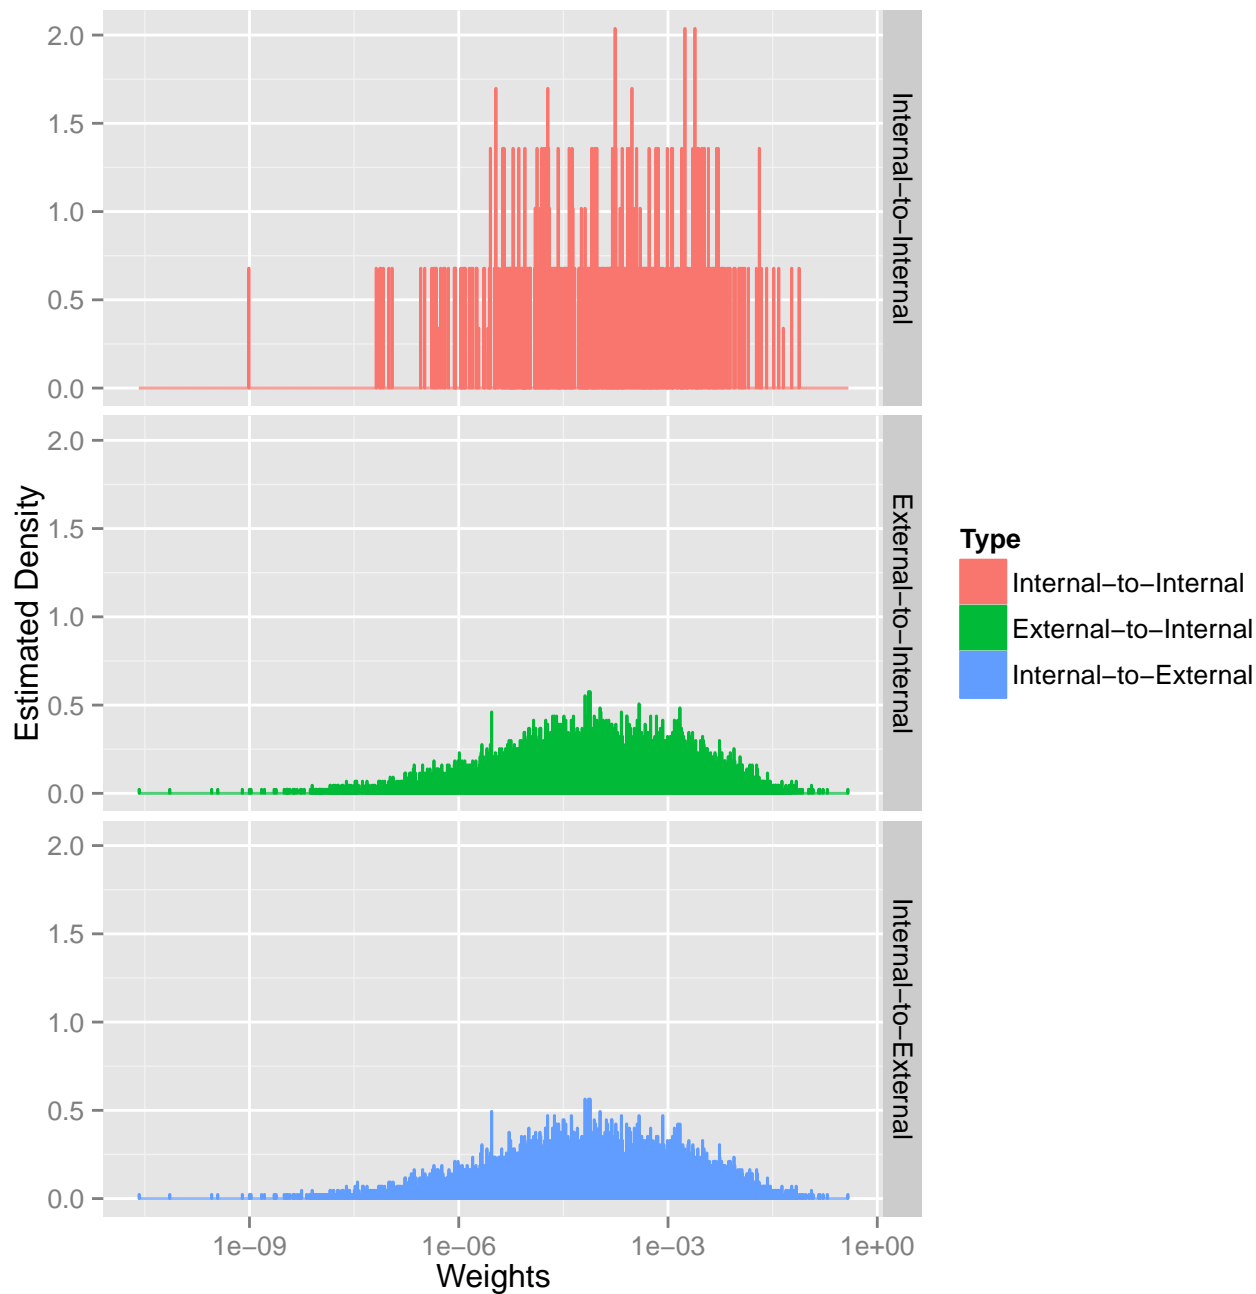 2.0
1.5
1.0
0.5
0.0
Internal−to−Internal
2.0
1.5
1.0
0.5
0.0
External−to−Internal
2.0
1.5
1.0
0.5
0.0
Internal−to−External
Estimated Density
1e−09 1e−06 1e−03 1e+00
Weights
Type
Internal−to−Internal
External−to−Internal
Internal−to−External